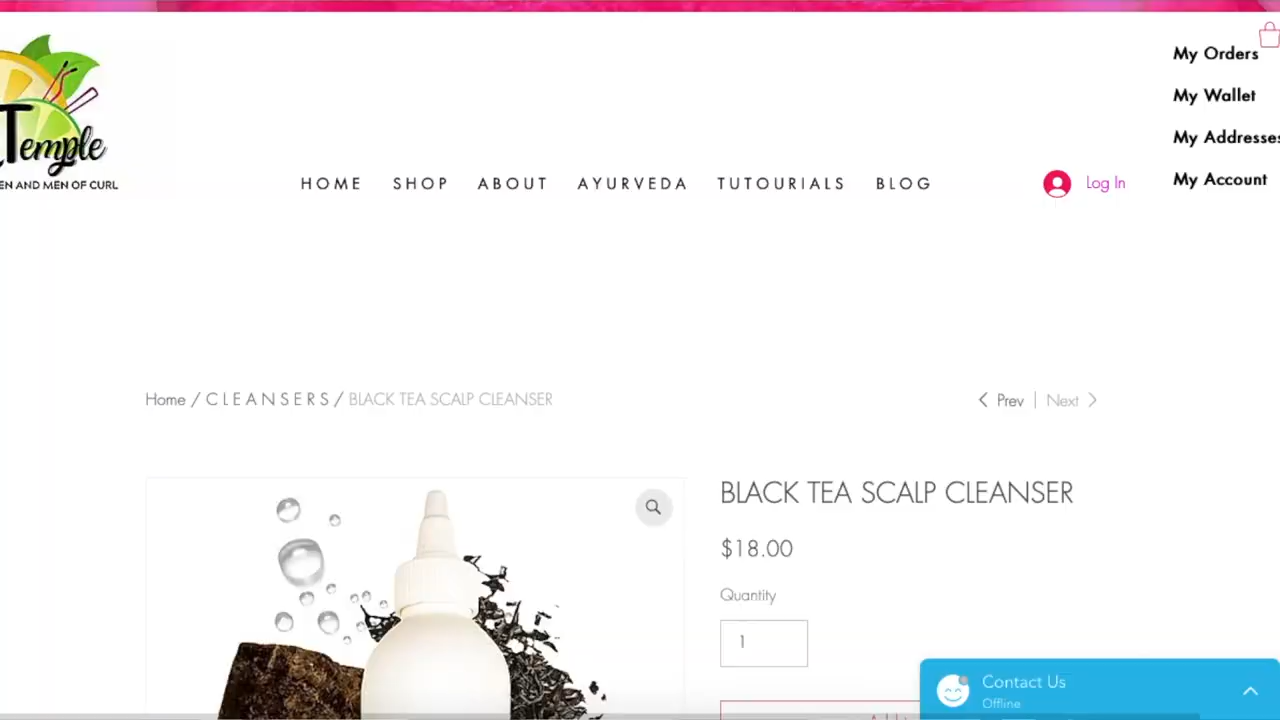 Temple
EN AND MEN OF CURL
HOME SHOP ABOUT AYURVEDA TUTOURIALS BLOG
Log In
My Orders
My Wallet
My Addresses
My Account
Home / CLEANSERS / BLACK TEA SCALP CLEANSER
Prev | Next
BLACK TEA SCALP CLEANSER
$18.00
Quantity
1
Contact Us
Offline